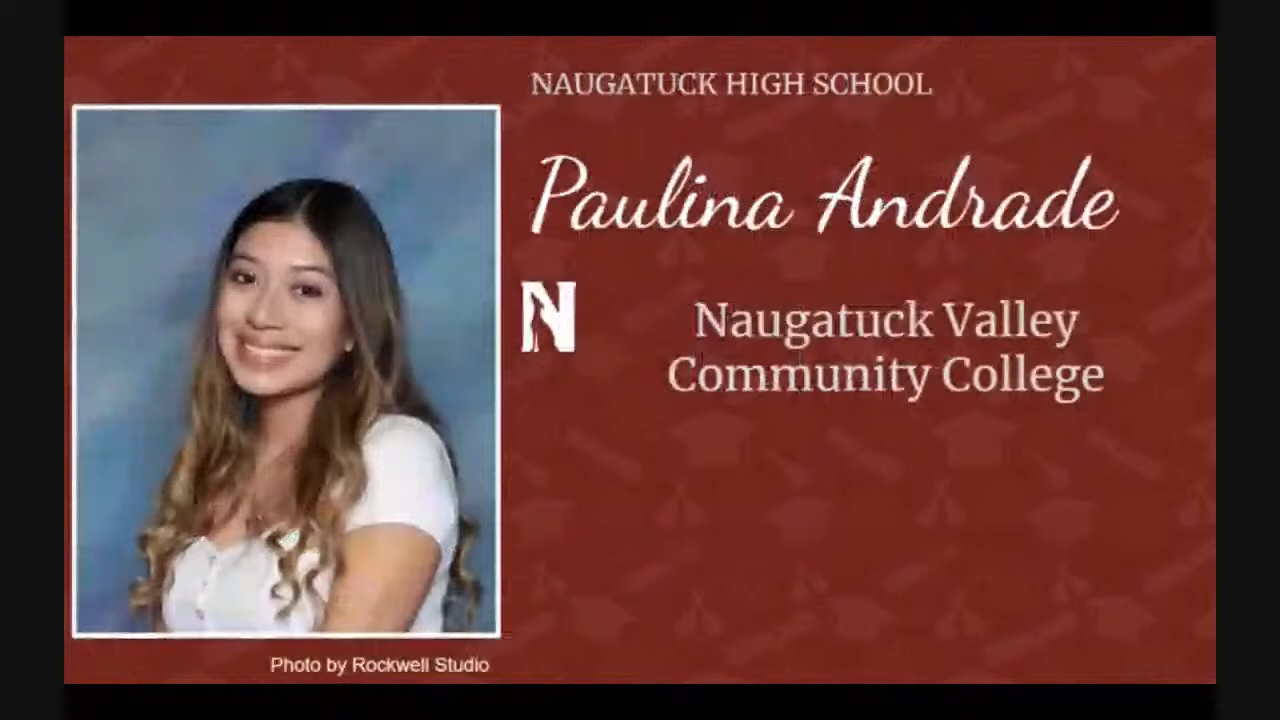 NAUGATUCK HIGH SCHOOL
Paulina Andrade
N
Naugatuck Valley
Community College
Photo by Rockwell Studio